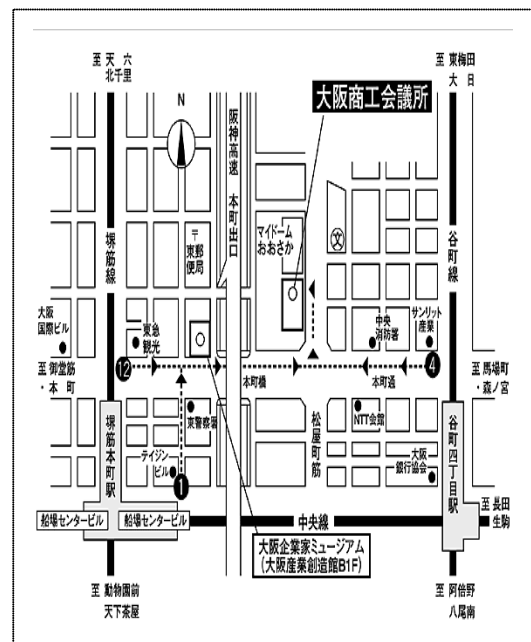 至 天 六
北千里
至 東梅田
大 日
N
大阪商工会議所
阪神高速 本町出口
〒
東郵便局
マイドーム
おおさか
文
堺筋線
谷町線
大阪
国際ビル
東急
観光
中央
消防署
サンリット
産業
至 御堂筋
・本 町
12
本町橋
本町通
4
至 馬場町
・森ノ宮
東警察署
松屋町筋
NTT会館
堺筋本町駅
テイジン
ビル
1
大阪
銀行協会
谷町四丁目駅
至 長田
生駒
船場センタービル
船場センタービル
中央線
大阪企業家ミュージアム
(大阪産業創造館B1F)
至 動物園前
天下茶屋
至 阿倍野
八尾南